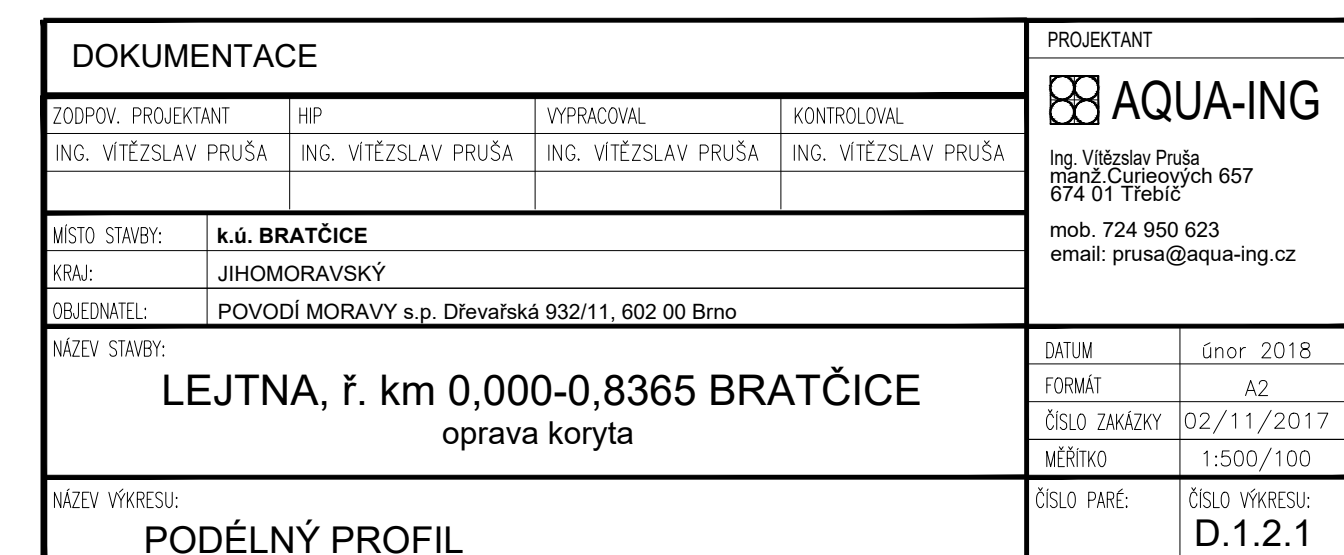 DOKUMENTACE
ZODPOV. PROJEKTANT HIP VYPRACOVAL KONTROLOVAL
ING. VÍTĚZSLAV PRUŠA ING. VÍTĚZSLAV PRUŠA ING. VÍTĚZSLAV PRUŠA ING. VÍTĚZSLAV PRUŠA
MÍSTO STAVBY: k.ú. BRATČICE
KRAJ: JIHOMORAVSKÝ
OBJEDNATEL: POVODÍ MORAVY s.p. Dřevařská 932/11, 602 00 Brno
PROJEKTANT
AQUA-ING
Ing. Vítězslav Pruša
manž.Curieových 657
674 01 Třebíč
mob. 724 950 623
email: prusa@aqua-ing.cz
NÁZEV STAVBY:
LEJTNA, ř. km 0,000-0,8365 BRATČICE
oprava koryta
DATUM únor 2018
FORMÁT A2
ČÍSLO ZAKÁZKY 02/11/2017
MĚŘÍTKO 1:500/100
NÁZEV VÝKRESU:
PODÉLNÝ PROFIL
ČÍSLO PARÉ: ČÍSLO VÝKRESU:
D.1.2.1